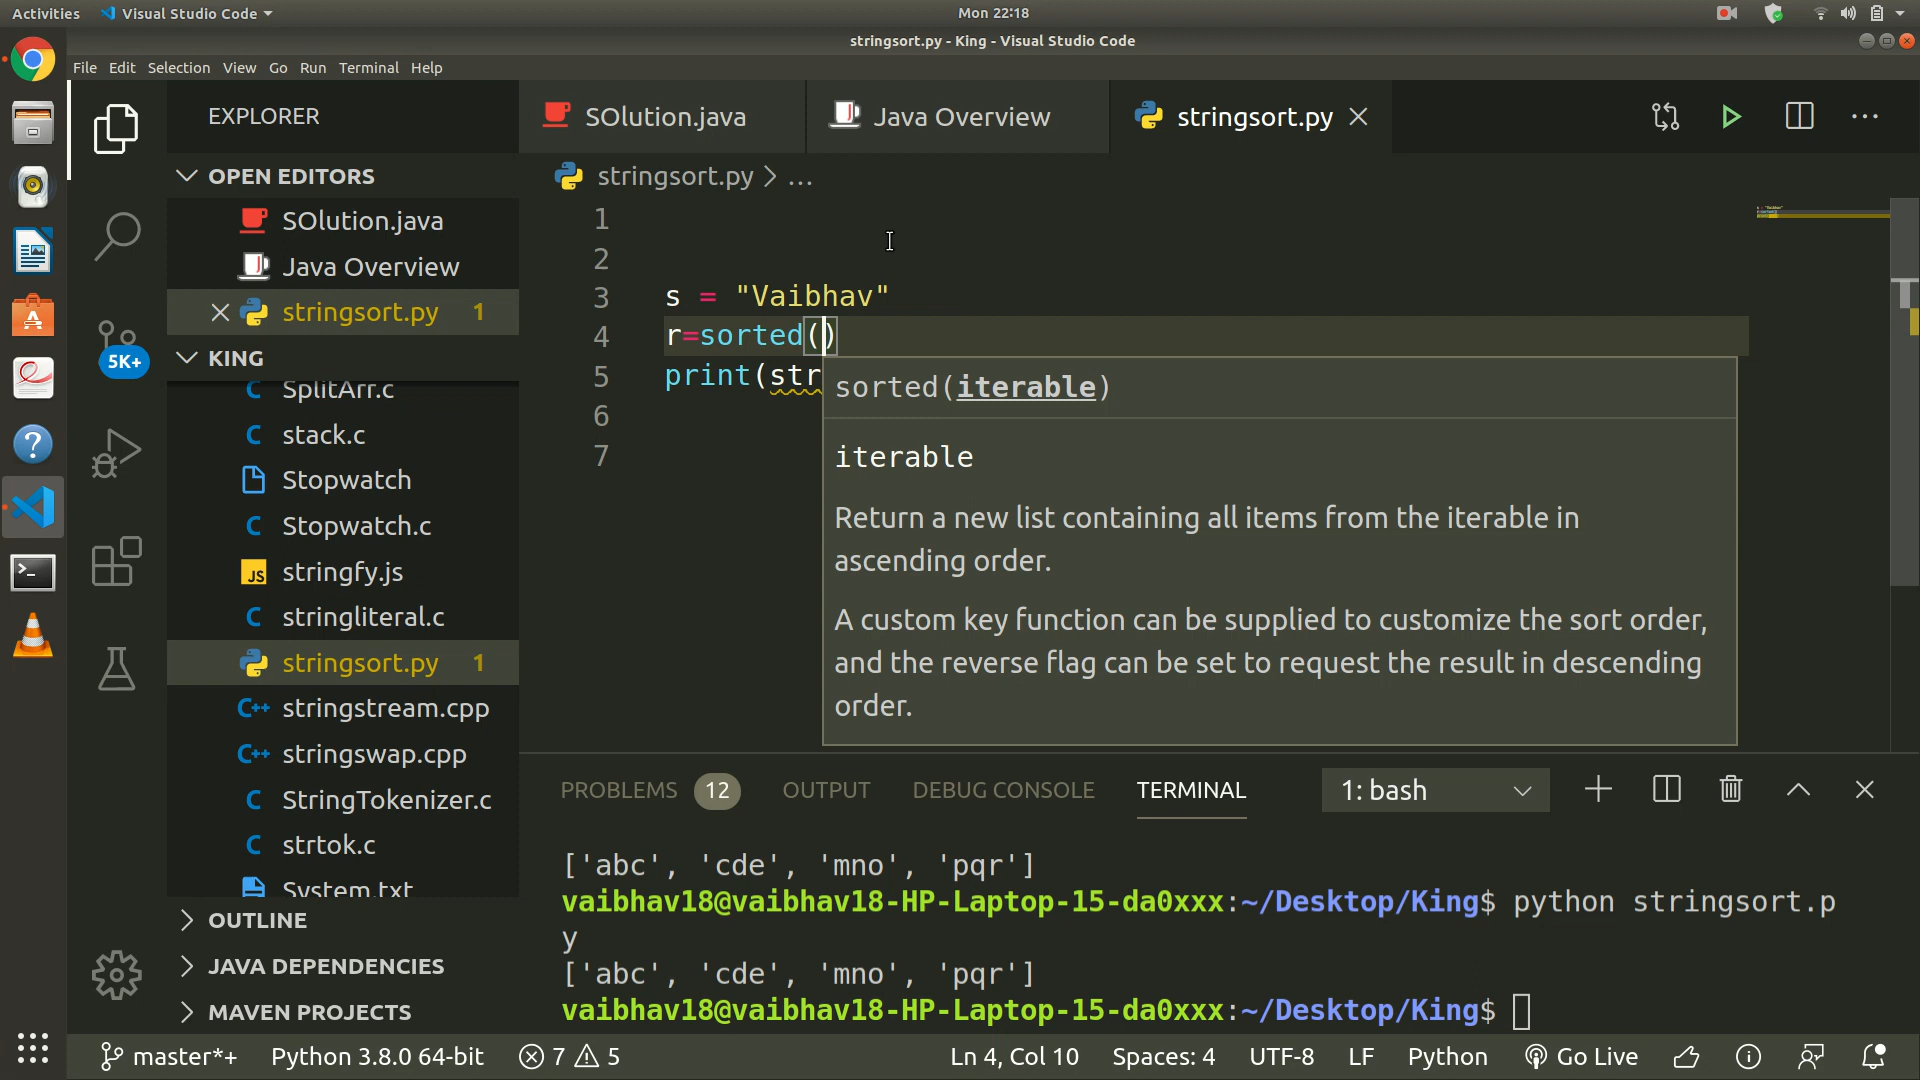 Activities Visual Studio Code Mon 22:18
stringsort.py - King - Visual Studio Code
File Edit Selection View Go Run Terminal Help
EXPLORER
OPEN EDITORS
SOlution.java
Java Overview
stringsort.py 1
KING
SplitArr.c
stack.c
Stopwatch
Stopwatch.c
JS stringfy.js
stringliteral.c
stringsort.py 1
stringstream.cpp
stringswap.cpp
StringTokenizer.c
strtok.c
System.txt
OUTLINE
JAVA DEPENDENCIES
MAVEN PROJECTS
5K+
SOlution.java Java Overview stringsort.py
stringsort.py > ...
1
2
3 s = "Vaibhav"
4 r=sorted()
5 print(str
6
7
sorted(iterable)
iterable
Return a new list containing all items from the iterable in
ascending order.
A custom key function can be supplied to customize the sort order,
and the reverse flag can be set to request the result in descending
order.
PROBLEMS 12 OUTPUT DEBUG CONSOLE TERMINAL 1: bash
['abc', 'cde', 'mno', 'pqr']
vaibhav18@vaibhav18-HP-Laptop-15-da0xxx:~/Desktop/King$ python stringsort.p
y
['abc', 'cde', 'mno', 'pqr']
vaibhav18@vaibhav18-HP-Laptop-15-da0xxx:~/Desktop/King$
master*+ Python 3.8.0 64-bit 7 5 Ln 4, Col 10 Spaces: 4 UTF-8 LF Python Go Live